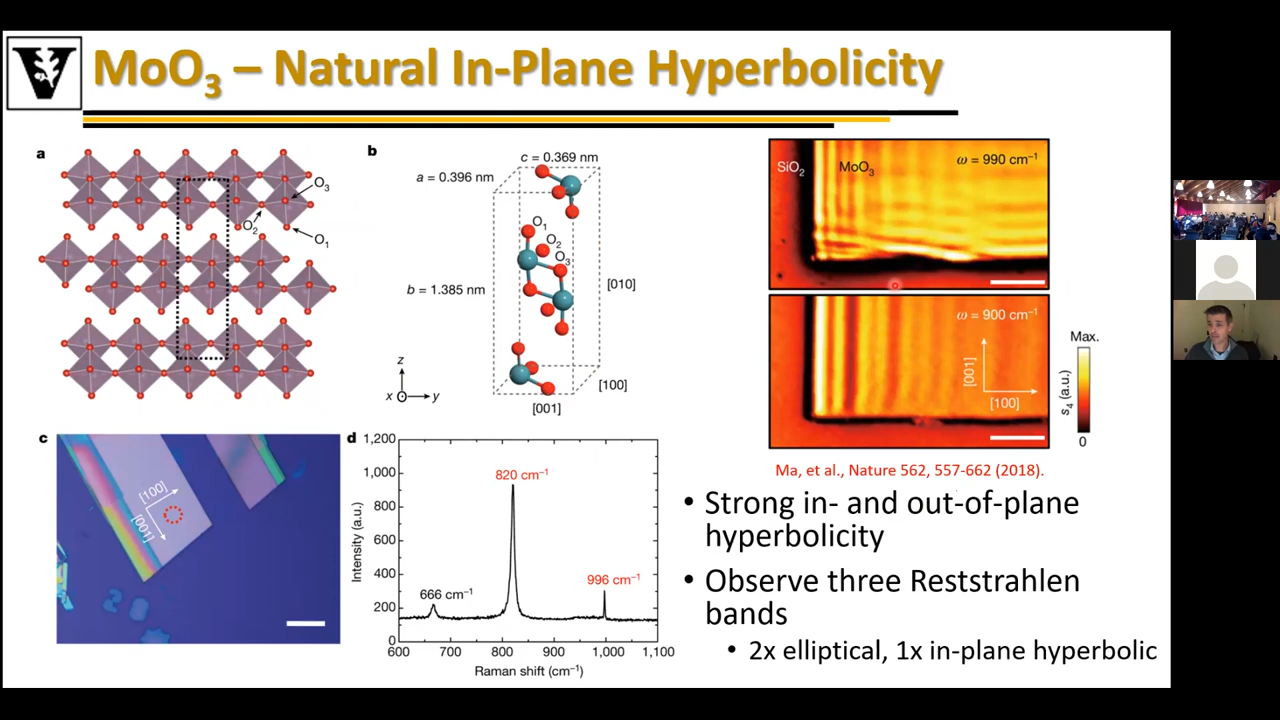 V
MoO3 – Natural In-Plane Hyperbolicity
a
O3
O2
O1
b
c = 0.369 nm
a = 0.396 nm
O1
O2
O3
b = 1.385 nm
[010]
[100]
[001]
z
x
y
SiO2
MoO3
ω = 990 cm−1
ω = 900 cm−1
[001]
[100]
Max.
s4 (a.u.)
0
Ma, et al., Nature 562, 557-662 (2018).
c
[100]
[001]
d
1,200
1,000
800
600
400
200
0
Intensity (a.u.)
820 cm−1
996 cm−1
666 cm−1
600 700 800 900 1,000 1,100
Raman shift (cm−1)
• Strong in- and out-of-plane
hyperbolicity
• Observe three Reststrahlen
bands
• 2x elliptical, 1x in-plane hyperbolic